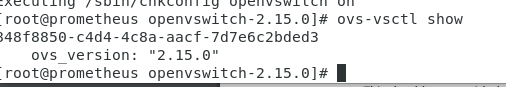 Executing /sbin/chkconfig openvswitch on
[root@prometheus openvswitch-2.15.0]# ovs-vsctl show
848f8850-c4d4-4c8a-aacf-7d7e6c2bded3
    ovs_version: "2.15.0"
[root@prometheus openvswitch-2.15.0]#